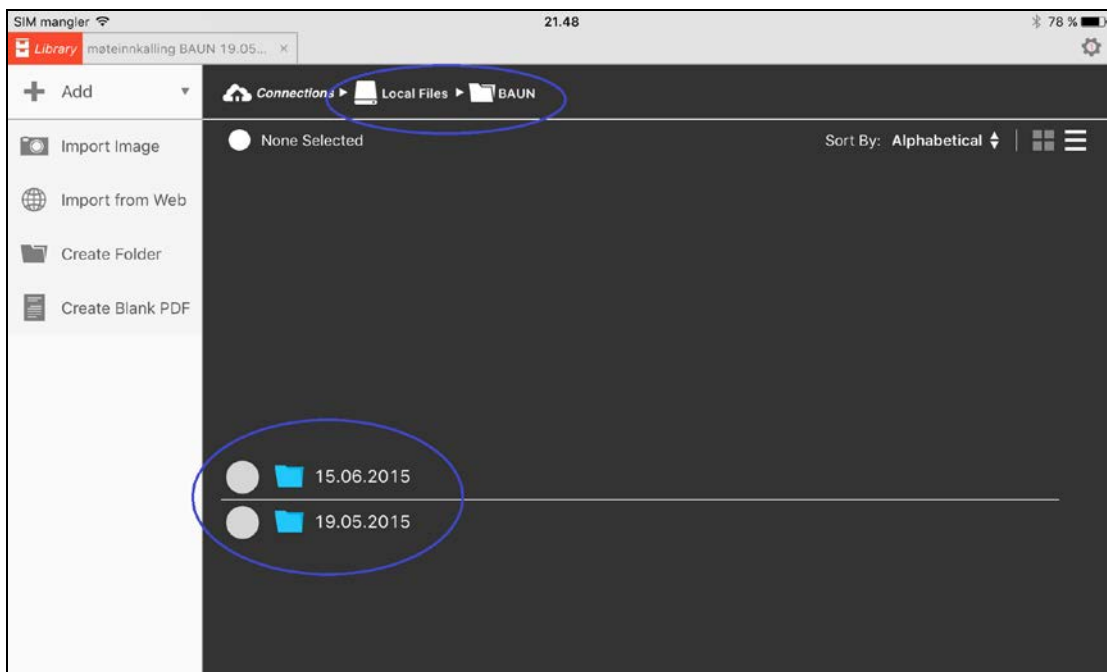 SIM mangler 21.48 78 %
Library møteinnkalling BAUN 19.05... ×
Add
Connections Local Files BAUN
None Selected Sort By: Alphabetical
Import Image
Import from Web
Create Folder
Create Blank PDF
15.06.2015
19.05.2015